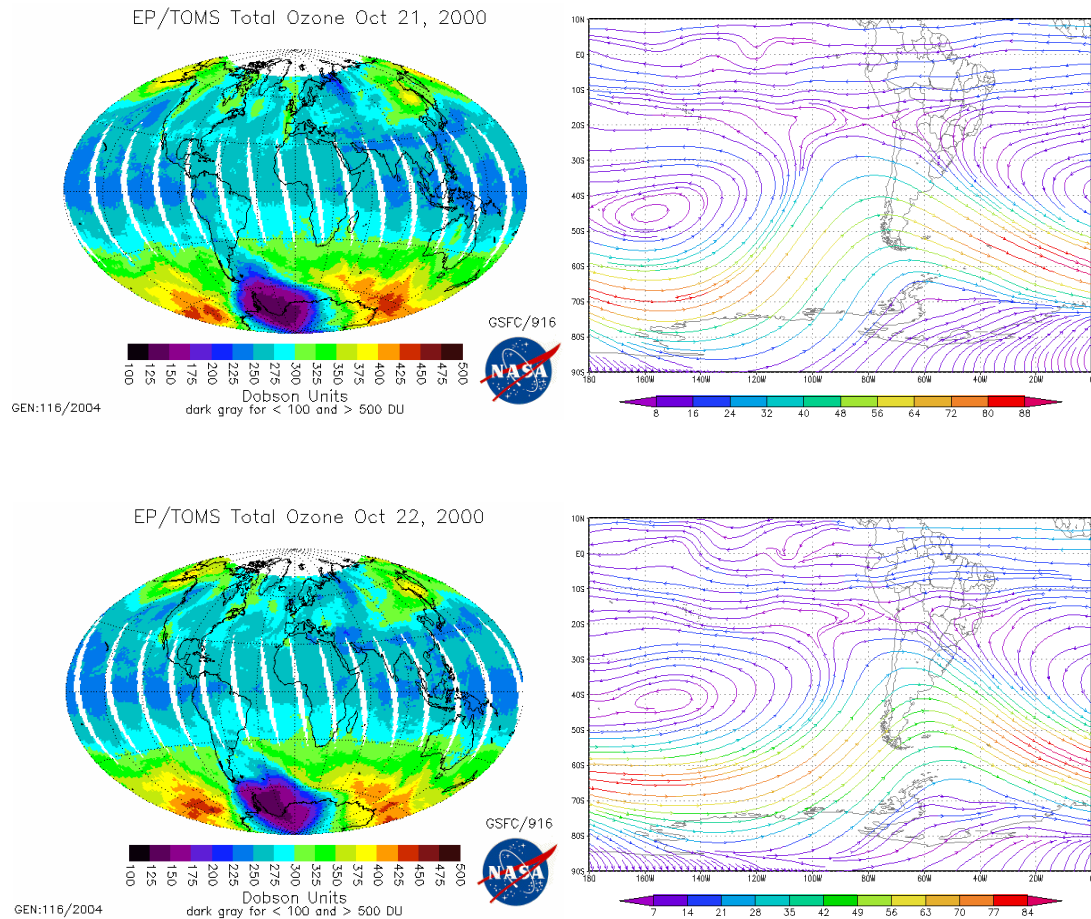 EP/TOMS Total Ozone Oct 21, 2000
GSFC/916
NASA
100 125 150 175 200 225 250 275 300 325 350 375 400 425 450 475 500
Dobson Units
dark gray for < 100 and > 500 DU
GEN:116/2004
10N
EQ
10S
20S
30S
40S
50S
60S
70S
80S
90S
180 160W 140W 120W 100W 80W 60W 40W 20W 0
8 16 24 32 40 48 56 64 72 80 88
EP/TOMS Total Ozone Oct 22, 2000
GSFC/916
NASA
100 125 150 175 200 225 250 275 300 325 350 375 400 425 450 475 500
Dobson Units
dark gray for < 100 and > 500 DU
GEN:116/2004
10N
EQ
10S
20S
30S
40S
50S
60S
70S
80S
90S
180 160W 140W 120W 100W 80W 60W 40W 20W 0
7 14 21 28 35 42 49 56 63 70 77 84